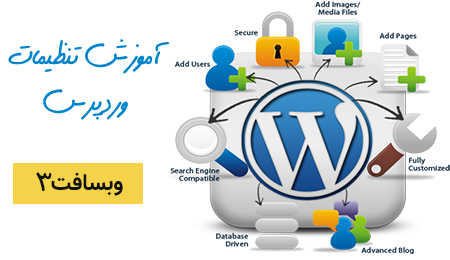 آموزش تنظیمات
وردپرس
وبسافت۳
Add Images/
Media Files
Secure
Add Pages
Add Users
W
Search Engine
Compatible
Fully
Customized
Database
Driven
Advanced Blog